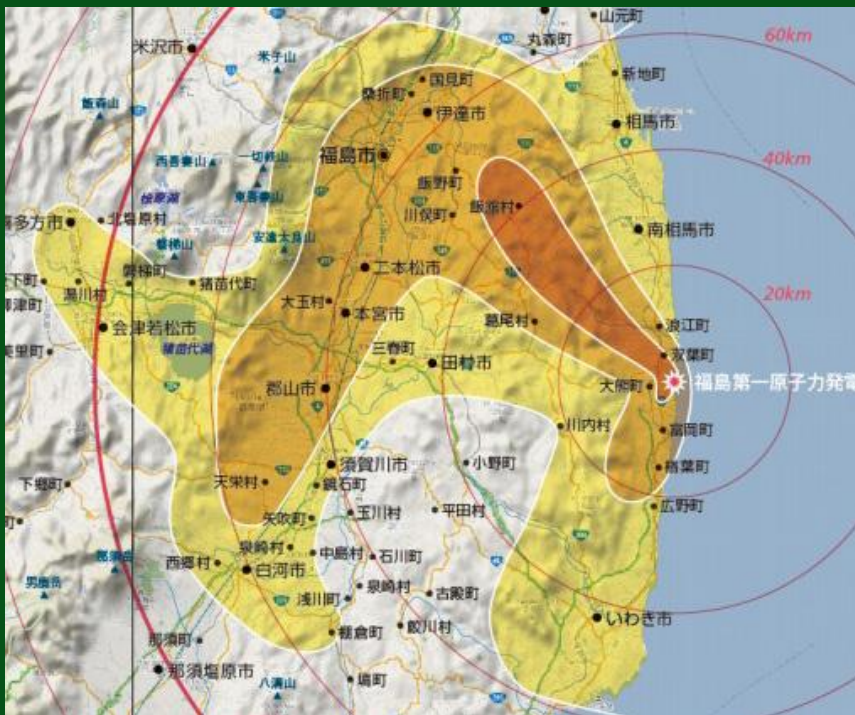 山元町
丸森町
60km
米沢市
米子山
国見町
新地町
桑折町
飯森山
伊達市
相馬市
福島市
西吾妻山
一切経山
40km
飯野町
東吾妻山
桧原湖
飯舘村
川俣町
喜多方市
北塩原村
南相馬市
安達太良山
磐梯山
二本松市
磐梯町
猪苗代町
20km
湯川村
大玉村
本宮市
葛尾村
浪江町
会津若松市
猪苗代湖
双葉町
三春町
田村市
郡山市
大熊町
福島第一原子力発電
川内村
富岡町
須賀川市
小野町
楢葉町
下郷町
天栄村
鏡石町
広野町
矢吹町
玉川村
平田村
泉崎村
中島村
石川町
西郷村
白河市
那須岳
男鹿岳
泉崎村
浅川町
古殿町
いわき市
棚倉町
鮫川村
那須町
那須塩原市
八溝山
塙町